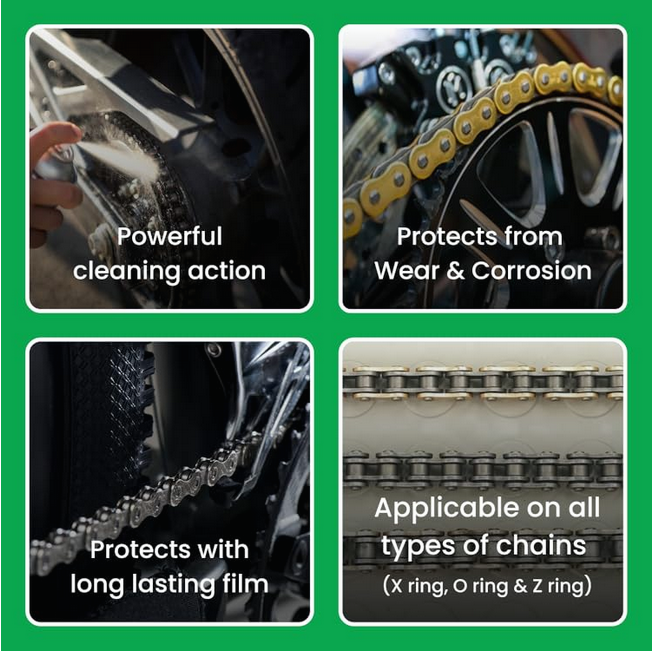 Powerful
cleaning action
Protects from
Wear & Corrosion
Protects with
long lasting film
Applicable on all
types of chains
(X ring, O ring & Z ring)